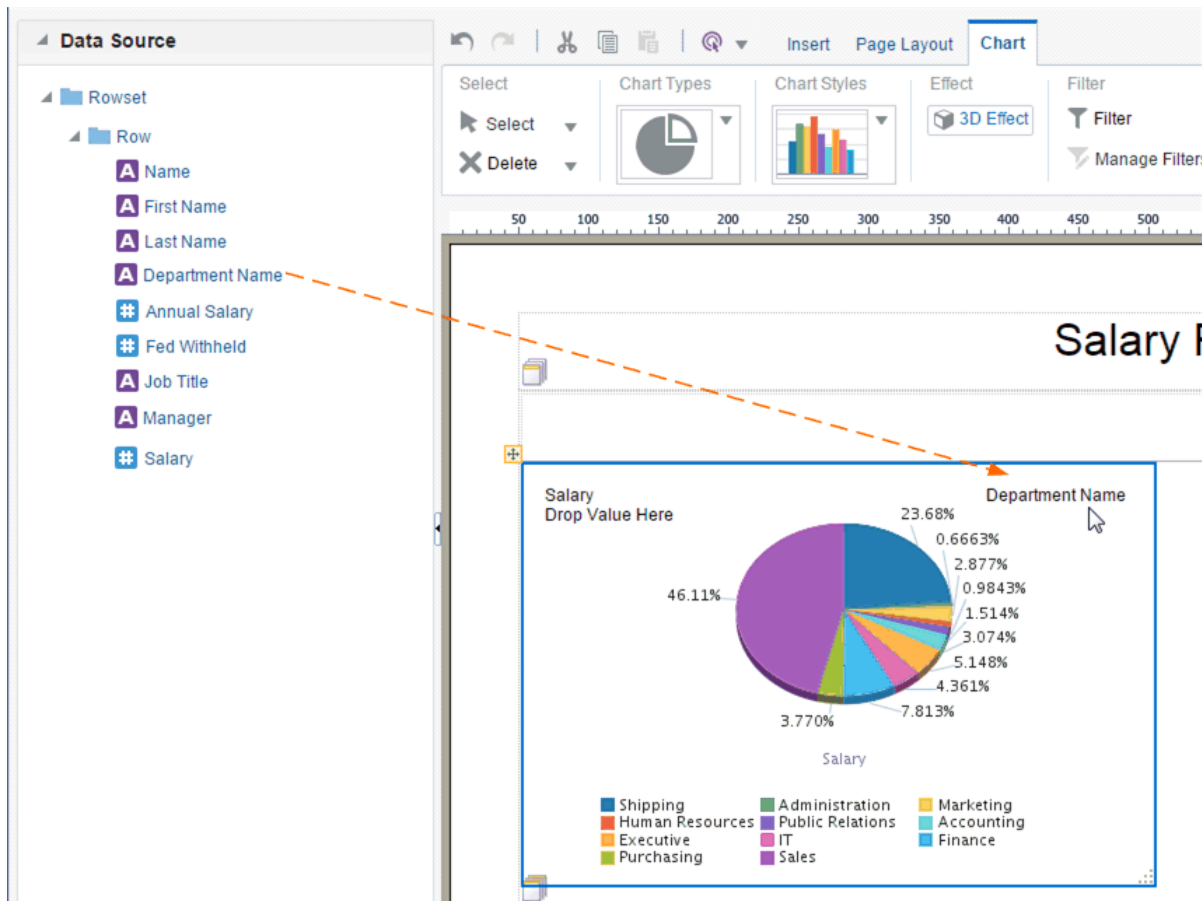 Data Source
Rowset
Row
A Name
A First Name
A Last Name
A Department Name
# Annual Salary
# Fed Withheld
A Job Title
A Manager
# Salary
Insert Page Layout Chart
Select Chart Types Chart Styles Effect Filter
Select
Delete
3D Effect
Filter
Manage Filters
50 100 150 200 250 300 350 400 450 500
Salary
Salary
Drop Value Here
Department Name
23.68%
0.6663%
2.877%
0.9843%
1.514%
3.074%
5.148%
4.361%
7.813%
3.770%
46.11%
Salary
Shipping Administration Marketing
Human Resources Public Relations Accounting
Executive IT Finance
Purchasing Sales